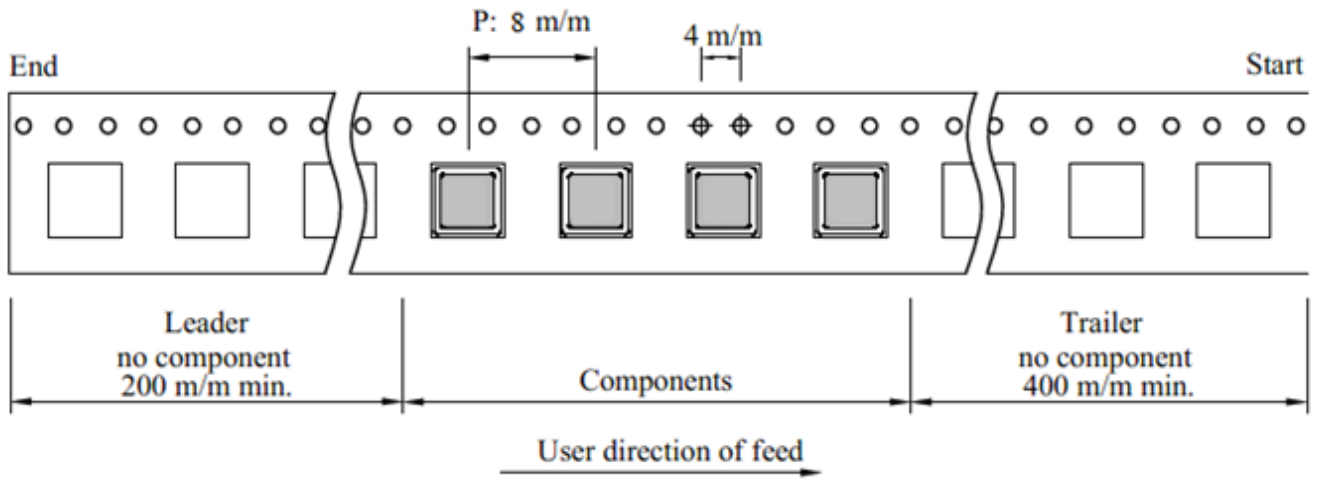 P: 8 m/m
4 m/m
End
Start
Leader
no component
200 m/m min.
Components
Trailer
no component
400 m/m min.
User direction of feed